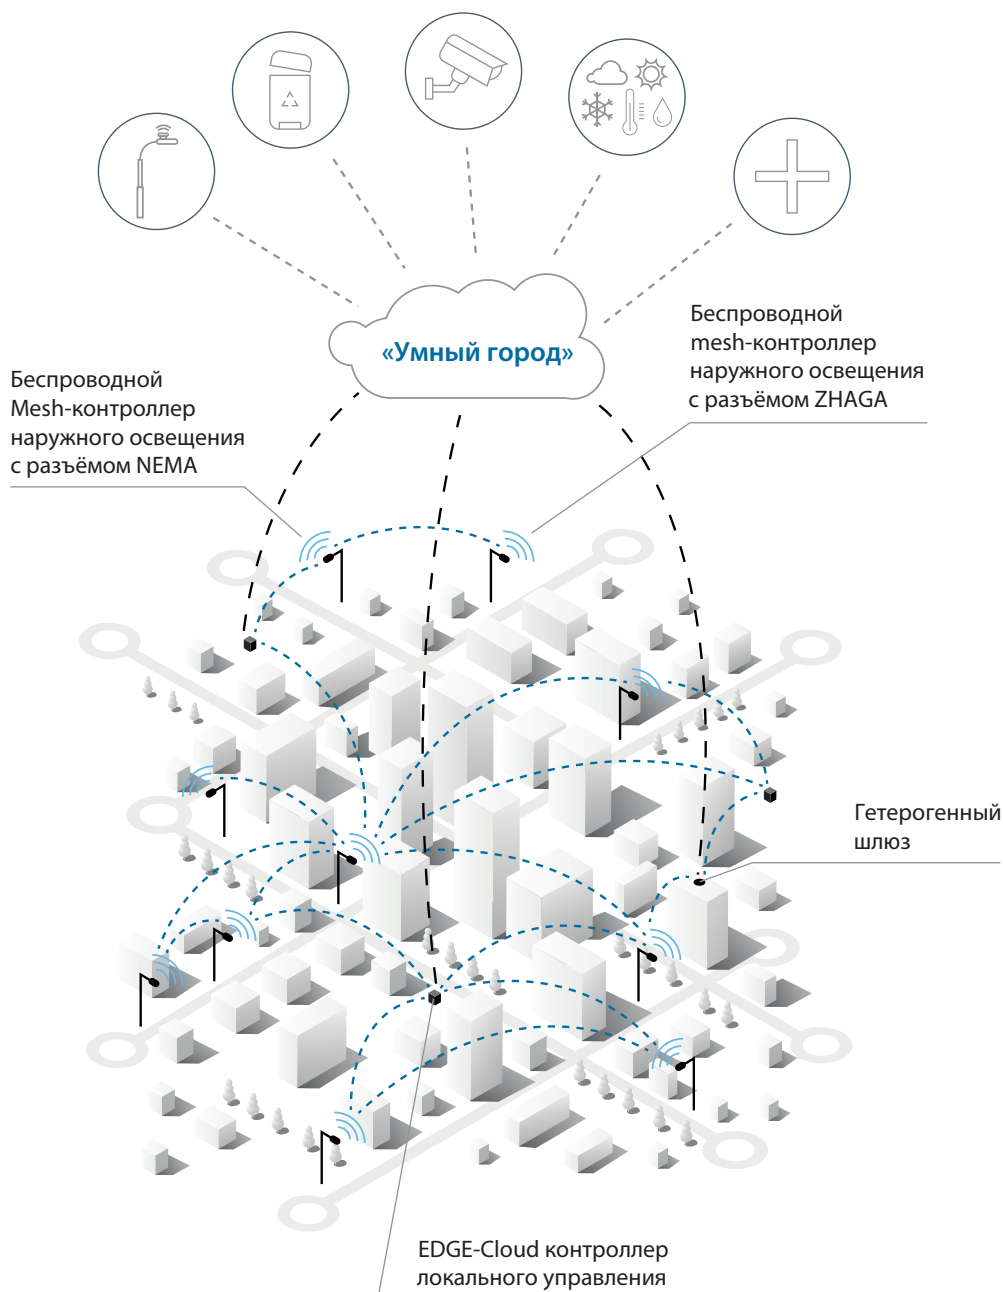 «Умный город»
Беспроводной
mesh-контроллер
наружного освещения
с разъёмом ZHAGA
Беспроводной
Mesh-контроллер
наружного освещения
с разъёмом NEMA
Гетерогенный
шлюз
EDGE-Cloud контроллер
локального управления